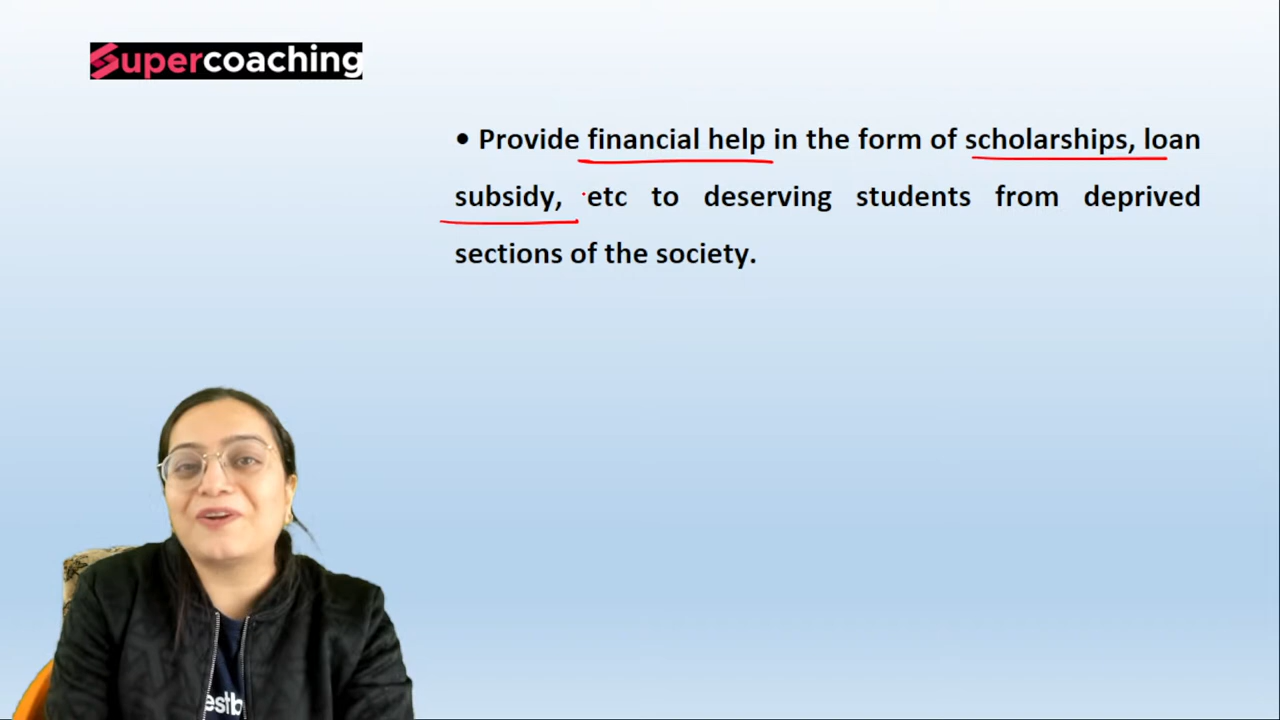 Supercoaching
• Provide financial help in the form of scholarships, loan
subsidy, etc to deserving students from deprived
sections of the society.
estb